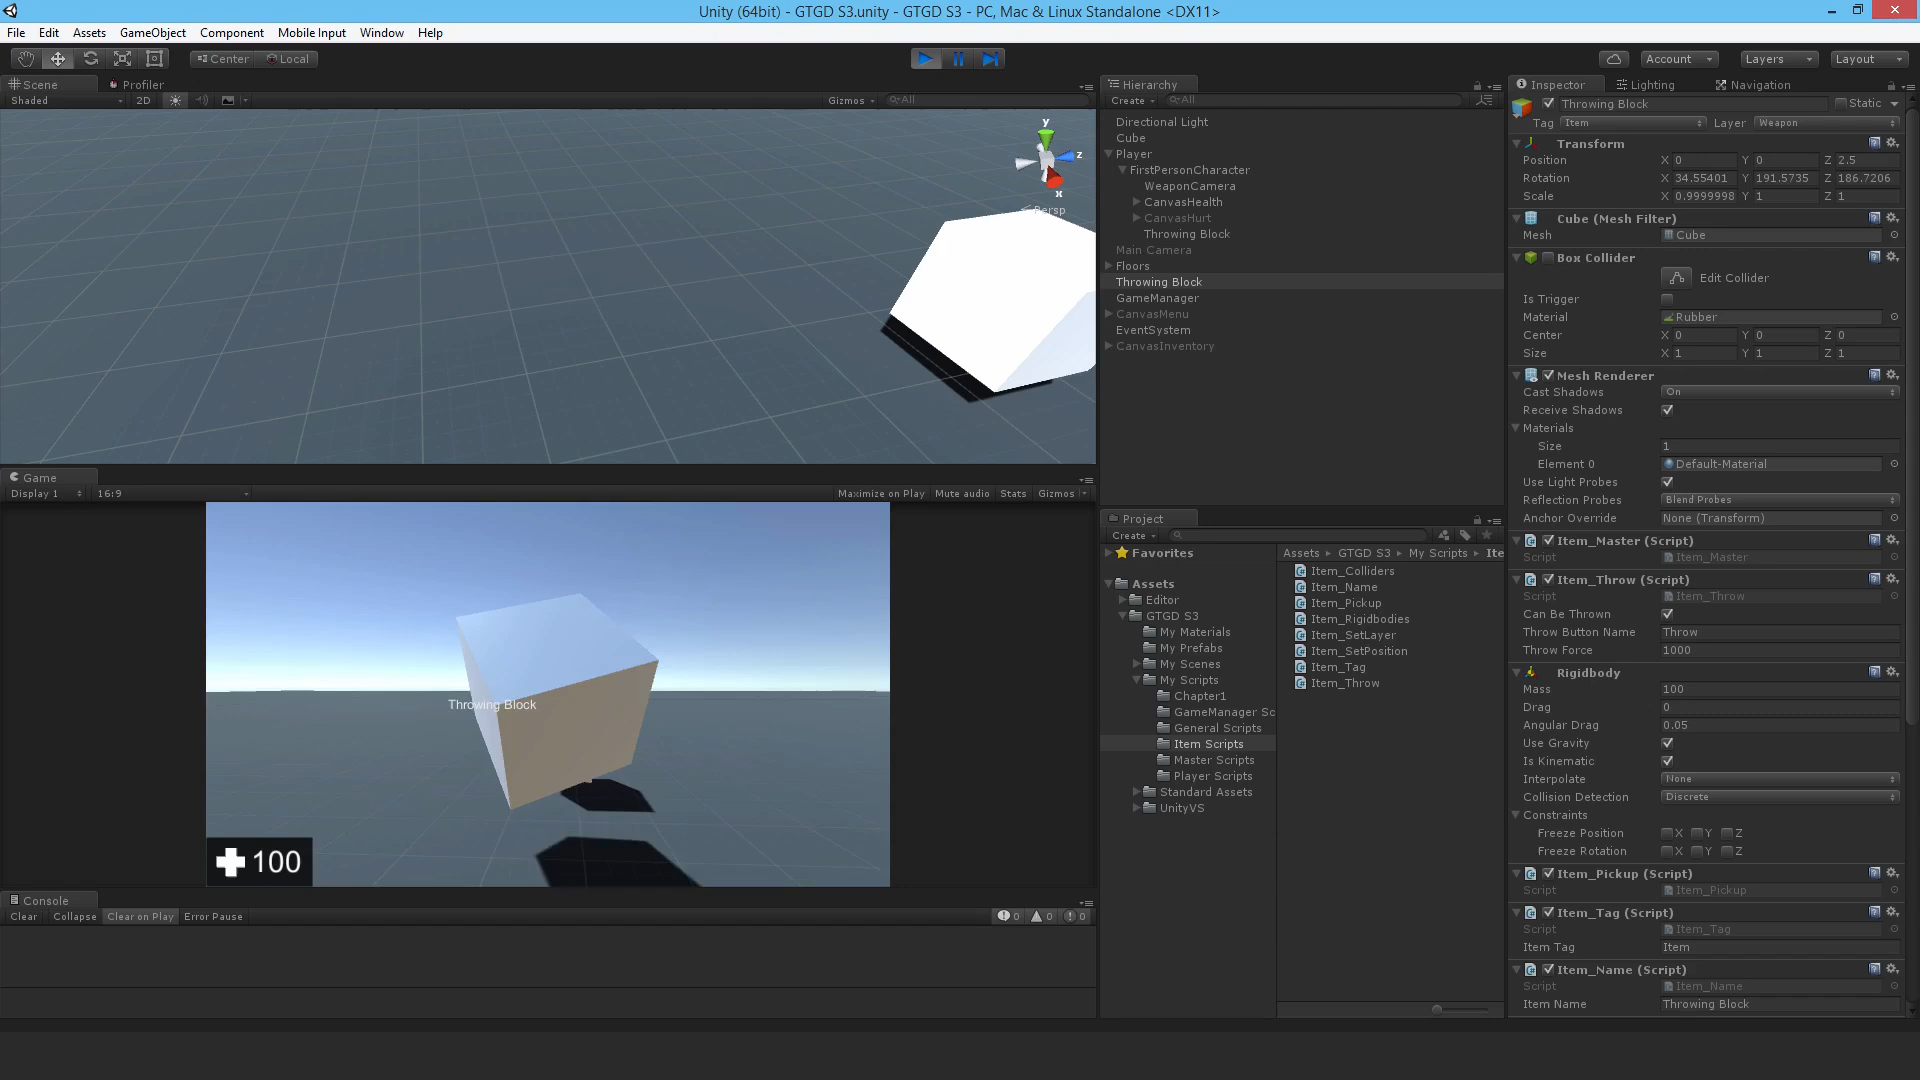 Unity (64bit) - GTGD S3.unity - GTGD S3 - PC, Mac & Linux Standalone <DX11>
File Edit Assets GameObject Component Mobile Input Window Help
Center Local
Account Layers Layout
Scene Profiler
Shaded 2D Gizmos All
y
z
x
Persp
Game
Display 1 16:9 Maximize on Play Mute audio Stats Gizmos
Throwing Block
100
Console
Clear Collapse Clear on Play Error Pause 0 0 0
Hierarchy
Create All
Directional Light
Cube
Player
FirstPersonCharacter
WeaponCamera
CanvasHealth
CanvasHurt
Throwing Block
Main Camera
Floors
Throwing Block
GameManager
CanvasMenu
EventSystem
CanvasInventory
Project
Create
Favorites
Assets
Editor
GTGD S3
My Materials
My Prefabs
My Scenes
My Scripts
Chapter1
GameManager Sc
General Scripts
Item Scripts
Master Scripts
Player Scripts
Standard Assets
UnityVS
Assets GTGD S3 My Scripts Ite
Item_Colliders
Item_Name
Item_Pickup
Item_Rigidbodies
Item_SetLayer
Item_SetPosition
Item_Tag
Item_Throw
Inspector Lighting Navigation
Throwing Block Static
Tag Item Layer Weapon
Transform
Position X 0 Y 0 Z 2.5
Rotation X 34.55401 Y 191.5735 Z 186.7206
Scale X 0.9999998 Y 1 Z 1
Cube (Mesh Filter)
Mesh Cube
Box Collider
Edit Collider
Is Trigger
Material Rubber
Center X 0 Y 0 Z 0
Size X 1 Y 1 Z 1
Mesh Renderer
Cast Shadows On
Receive Shadows
Materials
Size 1
Element 0 Default-Material
Use Light Probes
Reflection Probes Blend Probes
Anchor Override None (Transform)
Item_Master (Script)
Script Item_Master
Item_Throw (Script)
Script Item_Throw
Can Be Thrown
Throw Button Name Throw
Throw Force 1000
Rigidbody
Mass 100
Drag 0
Angular Drag 0.05
Use Gravity
Is Kinematic
Interpolate None
Collision Detection Discrete
Constraints
Freeze Position X Y Z
Freeze Rotation X Y Z
Item_Pickup (Script)
Script Item_Pickup
Item_Tag (Script)
Script Item_Tag
Item Tag Item
Item_Name (Script)
Script Item_Name
Item Name Throwing Block